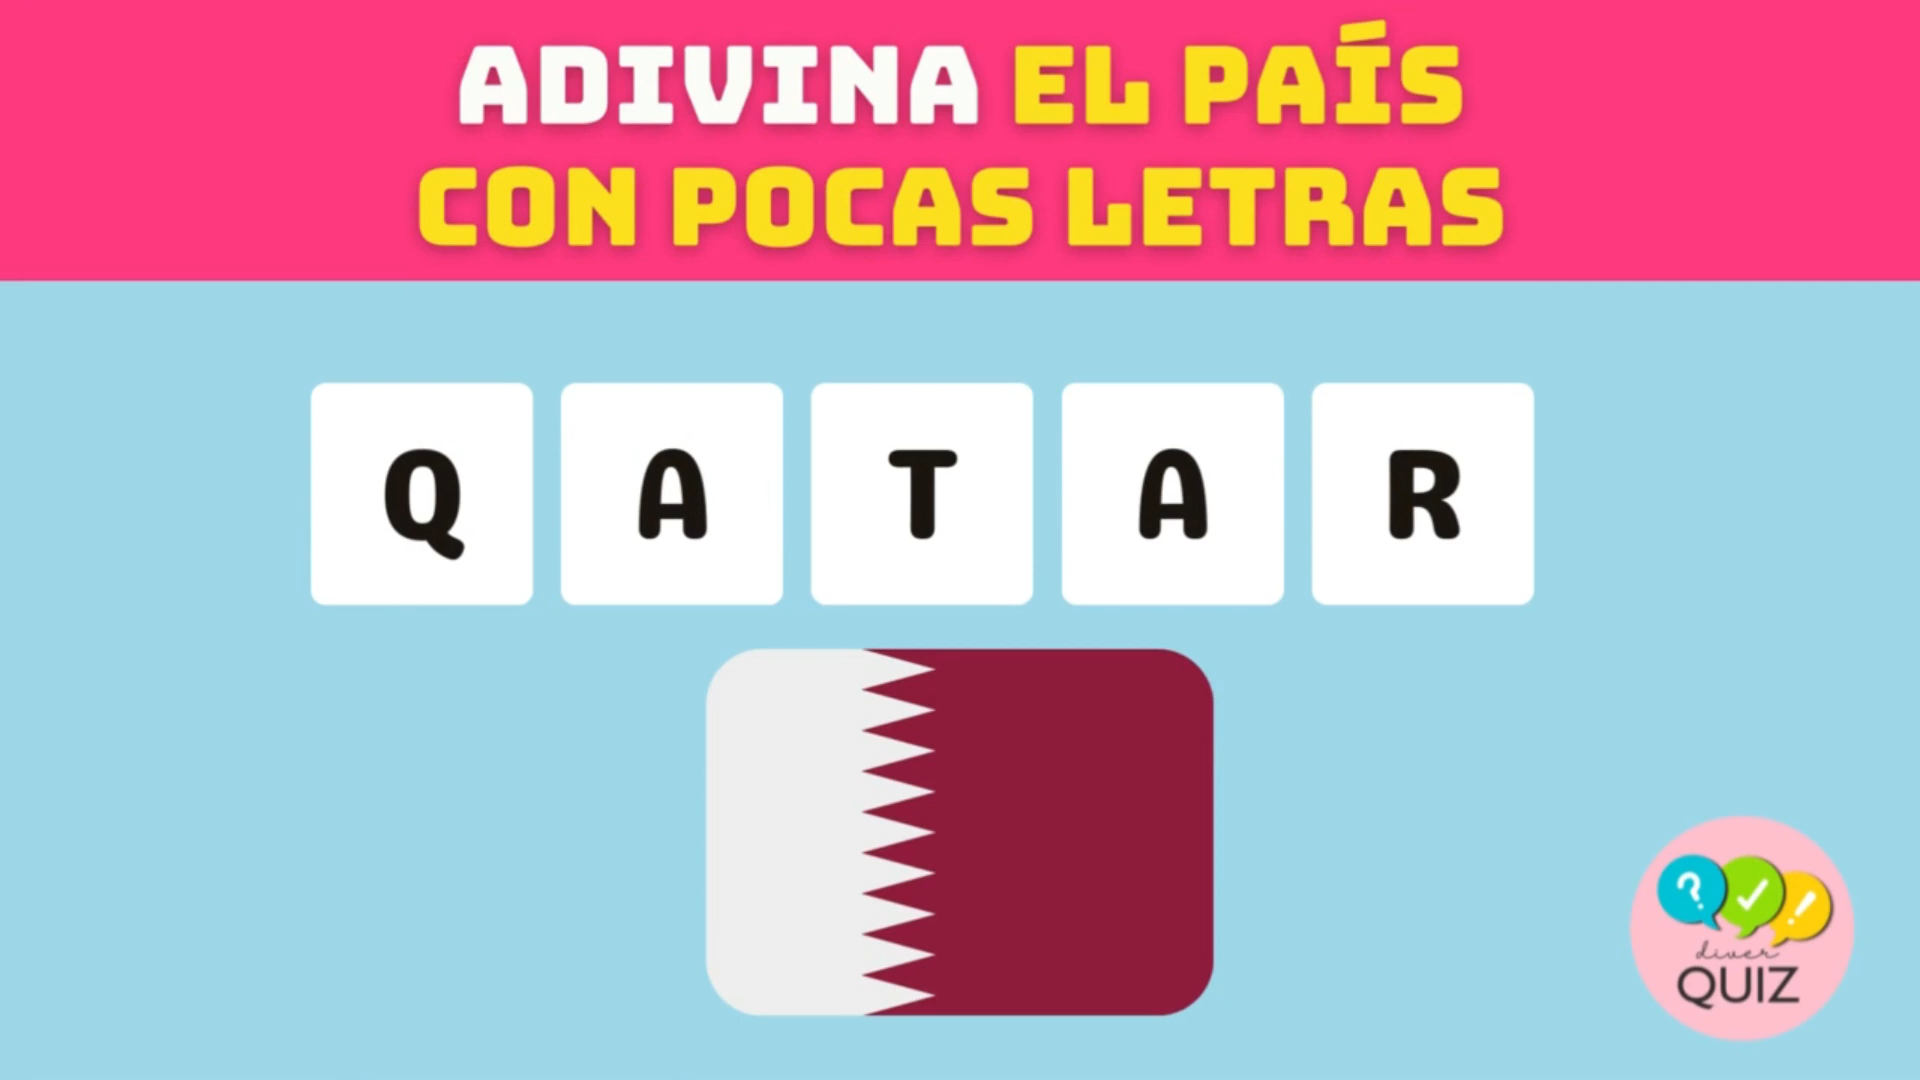 ADIVINA EL PAÍS
CON POCAS LETRAS
Q A T A R
? ✓ !
diver
QUIZ